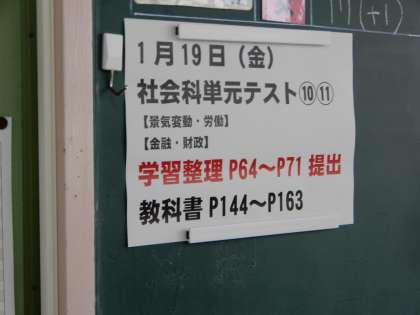 1月19日（金）
社会科単元テスト⑩⑪
【景気変動・労働】
【金融・財政】
学習整理 P64～P71 提出
教科書 P144～P163